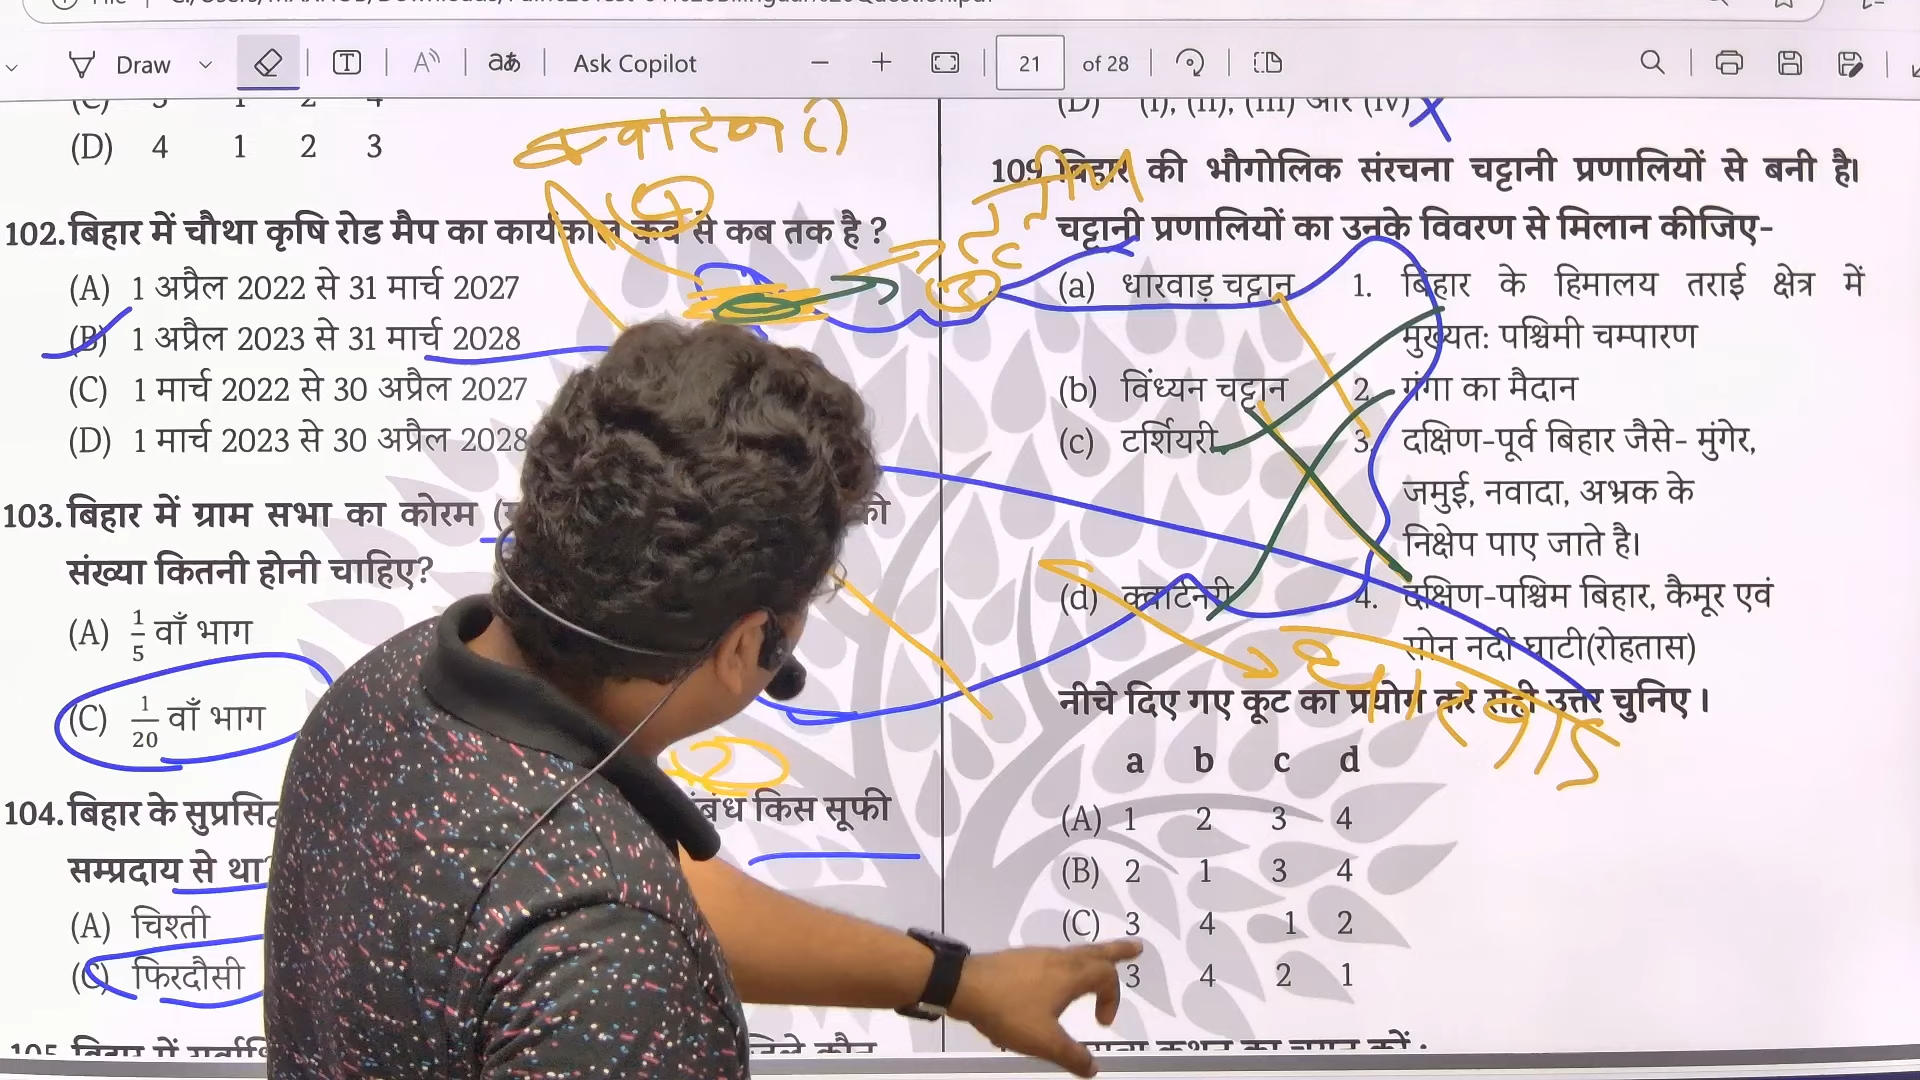 Draw
Ask Copilot
21 of 28
(D) 4 1 2 3
102. बिहार में चौथा कृषि रोड मैप का कार्यकाल कब से कब तक है ?
(A) 1 अप्रैल 2022 से 31 मार्च 2027
(B) 1 अप्रैल 2023 से 31 मार्च 2028
(C) 1 मार्च 2022 से 30 अप्रैल 2027
(D) 1 मार्च 2023 से 30 अप्रैल 2028
103. बिहार में ग्राम सभा का कोरम
संख्या कितनी होनी चाहिए?
(A) 1/5 वाँ भाग
(C) 1/20 वाँ भाग
104. बिहार के किस सूफी
सम्प्रदाय से था
(A) चिश्ती
(C) फिरदौसी
(D) (I), (II), (III) और (IV)
109 बिहार की भौगोलिक संरचना चट्टानी प्रणालियों से बनी है।
चट्टानी प्रणालियों का उनके विवरण से मिलान कीजिए-
(a) धारवाड़ चट्टान 1. बिहार के हिमालय तराई क्षेत्र में
मुख्यत: पश्चिमी चम्पारण
(b) विंध्यन चट्टान 2. गंगा का मैदान
(c) टर्शियरी 3. दक्षिण-पूर्व बिहार जैसे- मुंगेर,
जमुई, नवादा, अभ्रक के
निक्षेप पाए जाते है।
(d) क्वार्टनरी 4. दक्षिण-पश्चिम बिहार, कैमूर एवं
सोन नदी घाटी(रोहतास)
धारवाड़
नीचे दिए गए कूट का प्रयोग कर सही उत्तर चुनिए।
a b c d
(A) 1 2 3 4
(B) 2 1 3 4
(C) 3 4 1 2
3 4 2 1